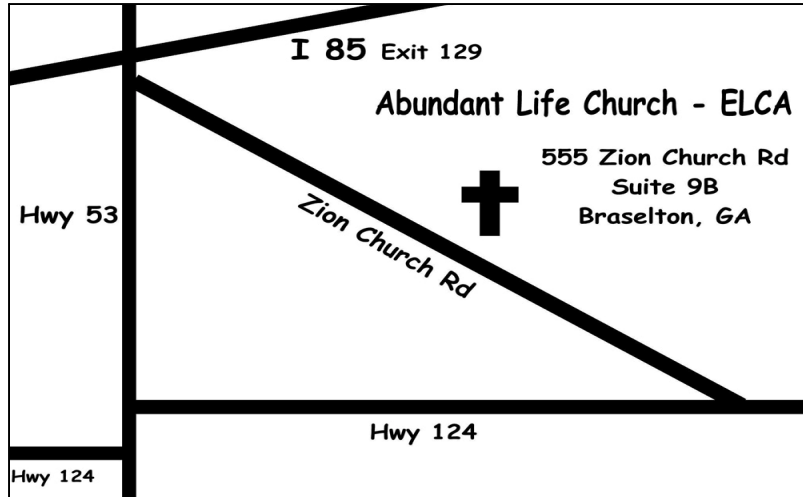 I 85 Exit 129
Abundant Life Church - ELCA
555 Zion Church Rd
Suite 9B
Braselton, GA
Hwy 53
Zion Church Rd
Hwy 124
Hwy 124